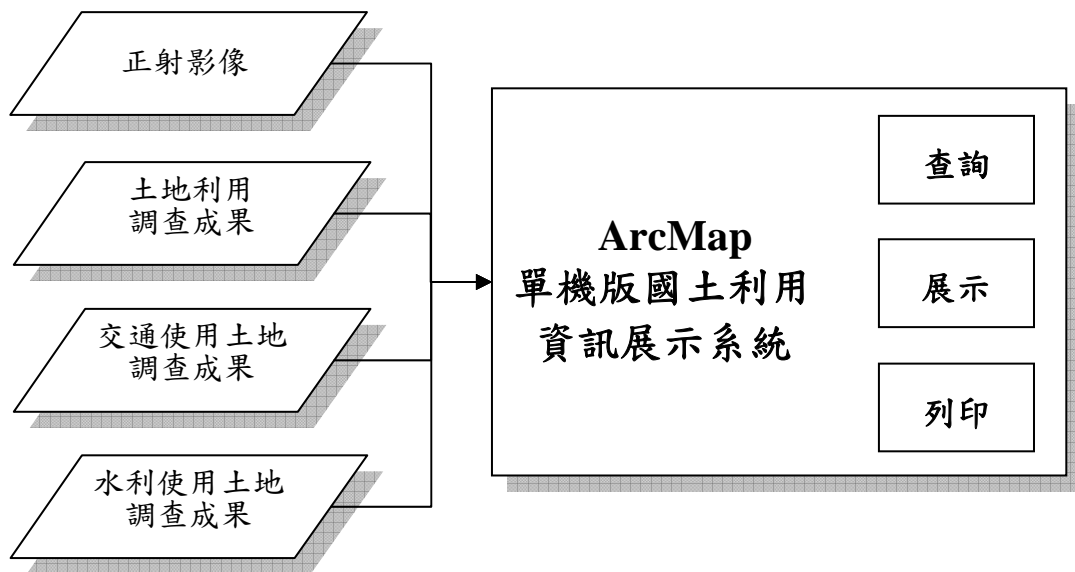 正射影像
土地利用
調查成果
交通使用土地
調查成果
水利使用土地
調查成果
ArcMap
單機版國土利用
資訊展示系統
查詢
展示
列印